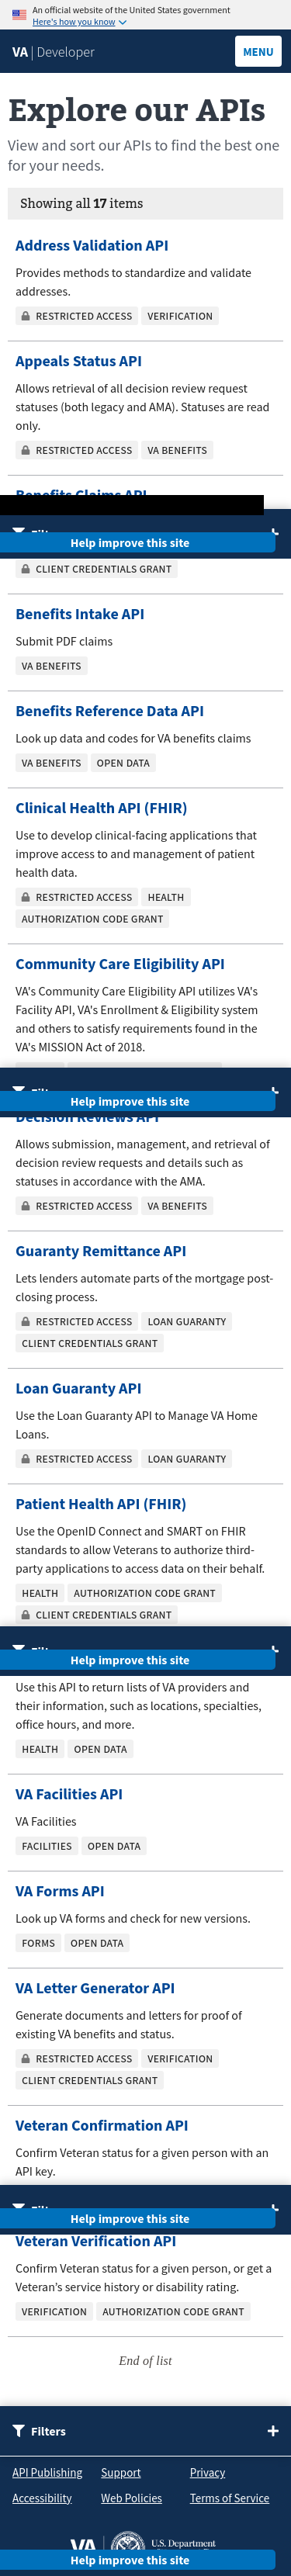 An official website of the United States government
Here's how you know
VA | Developer
MENU
Explore our APIs
View and sort our APIs to find the best one
for your needs.
Showing all 17 items
Address Validation API
Provides methods to standardize and validate
addresses.
RESTRICTED ACCESS VERIFICATION
Appeals Status API
Allows retrieval of all decision review request
statuses (both legacy and AMA). Statuses are read
only.
RESTRICTED ACCESS VA BENEFITS
Benefits Claims API
Help improve this site
CLIENT CREDENTIALS GRANT
Benefits Intake API
Submit PDF claims
VA BENEFITS
Benefits Reference Data API
Look up data and codes for VA benefits claims
VA BENEFITS OPEN DATA
Clinical Health API (FHIR)
Use to develop clinical-facing applications that
improve access to and management of patient
health data.
RESTRICTED ACCESS HEALTH
AUTHORIZATION CODE GRANT
Community Care Eligibility API
VA's Community Care Eligibility API utilizes VA's
Facility API, VA's Enrollment & Eligibility system
and others to satisfy requirements found in the
VA's MISSION Act of 2018.
Help improve this site
Decision Reviews API
Allows submission, management, and retrieval of
decision review requests and details such as
statuses in accordance with the AMA.
RESTRICTED ACCESS VA BENEFITS
Guaranty Remittance API
Lets lenders automate parts of the mortgage post-
closing process.
RESTRICTED ACCESS LOAN GUARANTY
CLIENT CREDENTIALS GRANT
Loan Guaranty API
Use the Loan Guaranty API to Manage VA Home
Loans.
RESTRICTED ACCESS LOAN GUARANTY
Patient Health API (FHIR)
Use the OpenID Connect and SMART on FHIR
standards to allow Veterans to authorize third-
party applications to access data on their behalf.
HEALTH AUTHORIZATION CODE GRANT
CLIENT CREDENTIALS GRANT
Help improve this site
Use this API to return lists of VA providers and
their information, such as locations, specialties,
office hours, and more.
HEALTH OPEN DATA
VA Facilities API
VA Facilities
FACILITIES OPEN DATA
VA Forms API
Look up VA forms and check for new versions.
FORMS OPEN DATA
VA Letter Generator API
Generate documents and letters for proof of
existing VA benefits and status.
RESTRICTED ACCESS VERIFICATION
CLIENT CREDENTIALS GRANT
Veteran Confirmation API
Confirm Veteran status for a given person with an
API key.
Help improve this site
Veteran Verification API
Confirm Veteran status for a given person, or get a
Veteran's service history or disability rating.
VERIFICATION AUTHORIZATION CODE GRANT
End of list
Filters
API Publishing Support Privacy
Accessibility Web Policies Terms of Service
VA U.S. Department
Help improve this site